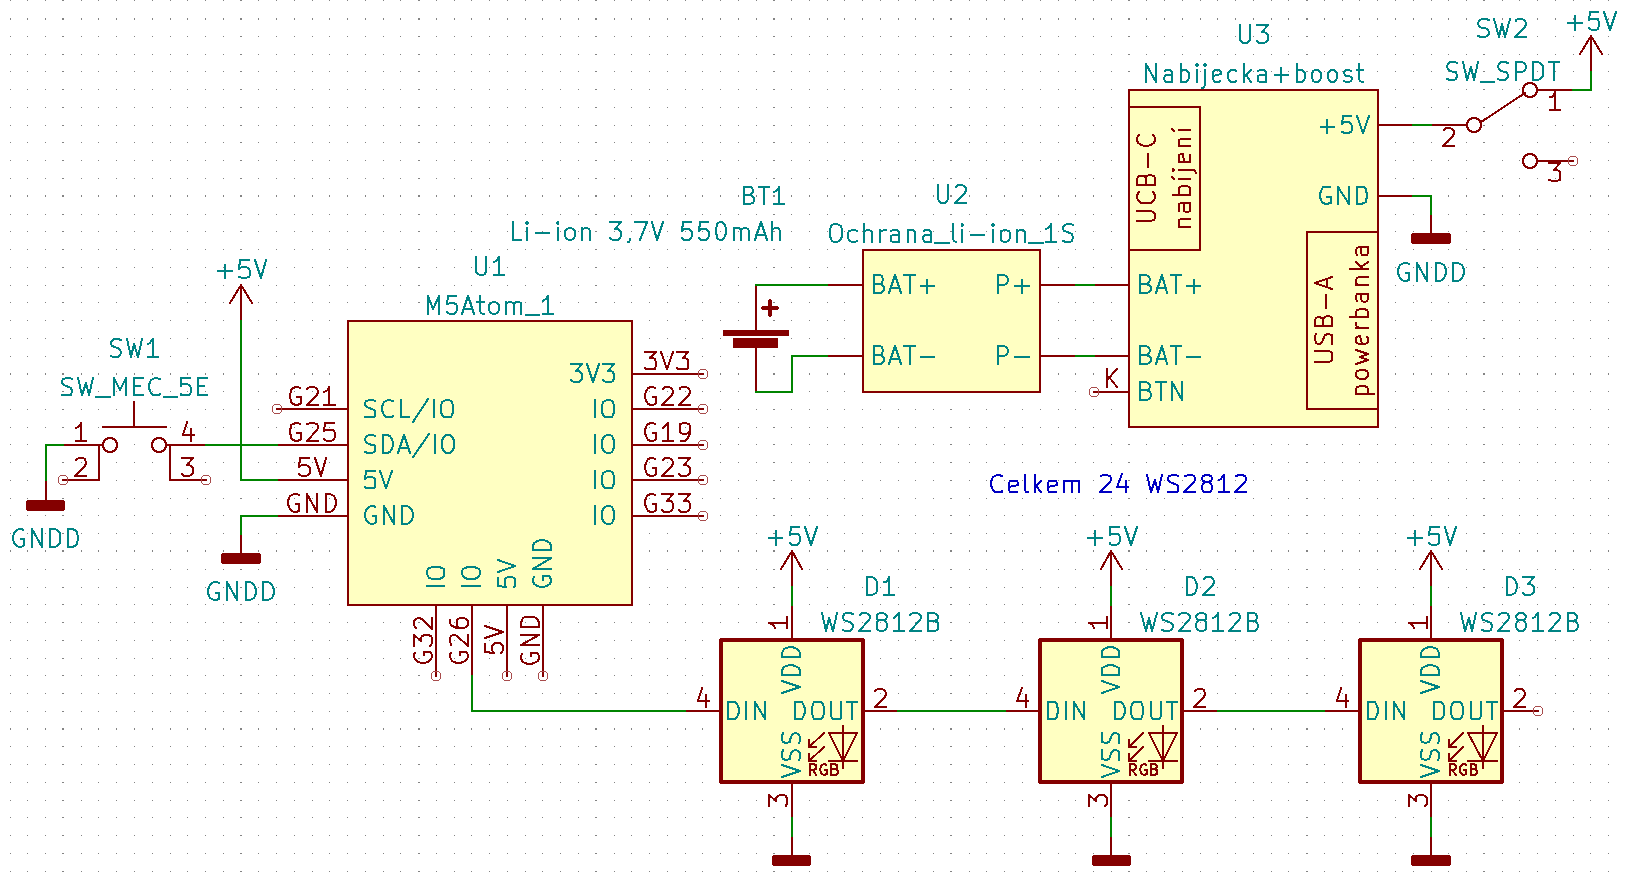 SW2
+5V
U3
Nabijecka+boost
SW_SPDT
1
2
3
+5V
GND
GNDD
UCB-C
nabíjení
USB-A
powerbanka
BAT+
BAT-
K
BTN
BT1
Li-ion 3,7V 550mAh
+
U2
Ochrana_li-ion_1S
BAT+
P+
BAT-
P-
U1
M5Atom_1
+5V
SW1
SW_MEC_5E
1
4
2
3
GNDD
GNDD
G21
SCL/IO
G25
SDA/IO
5V
5V
GND
GND
3V3
3V3
IO
G22
IO
G19
IO
G23
IO
G33
IO
IO
5V
GND
G32
G26
5V
GND
Celkem 24 WS2812
+5V
D1
WS2812B
1
VDD
4
DIN
DOUT
2
VSS
RGB
3
+5V
D2
WS2812B
1
VDD
4
DIN
DOUT
2
VSS
RGB
3
+5V
D3
WS2812B
1
VDD
4
DIN
DOUT
2
VSS
RGB
3